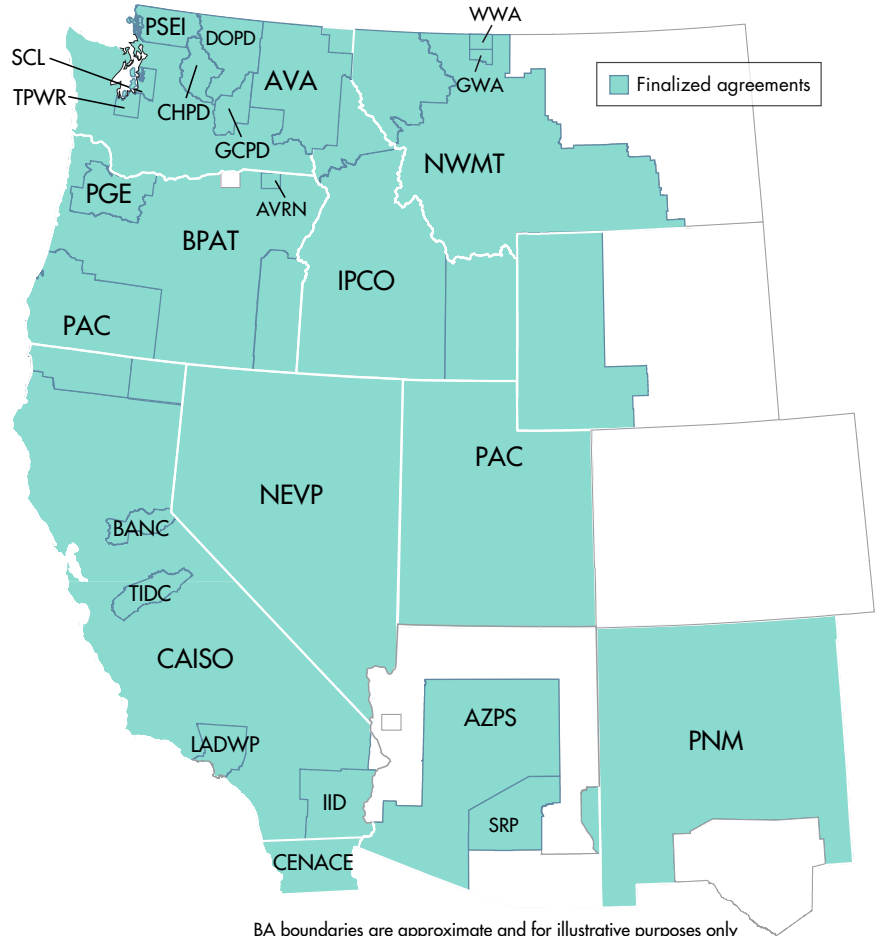 WWA
PSEI
DOPD
SCL
AVA
Finalized agreements
GWA
TPWR
CHPD
GCPD
NWMT
PGE
AVRN
BPAT
IPCO
PAC
PAC
NEVP
BANC
TIDC
CAISO
AZPS
PNM
LADWP
IID
SRP
CENACE
BA boundaries are approximate and for illustrative purposes only